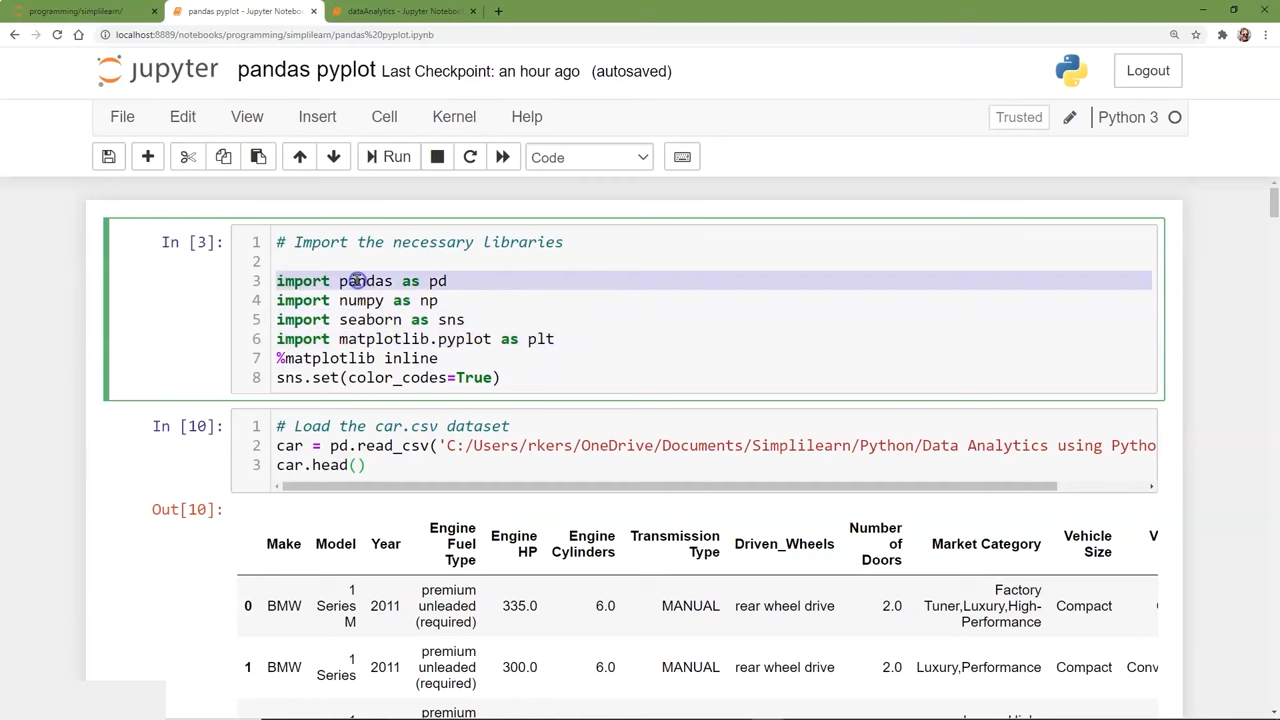 programming/simplilearn/
pandas pyplot - Jupyter Notebook
dataAnalytics - Jupyter Notebook
localhost:8889/notebooks/programming/simplilearn/pandas%20pyplot.ipynb
jupyter pandas pyplot Last Checkpoint: an hour ago (autosaved) Logout
File Edit View Insert Cell Kernel Help Trusted Python 3
Run Code
In [3]:
1 # Import the necessary libraries
2
3 import pandas as pd
4 import numpy as np
5 import seaborn as sns
6 import matplotlib.pyplot as plt
7 %matplotlib inline
8 sns.set(color_codes=True)
In [10]:
1 # Load the car.csv dataset
2 car = pd.read_csv('C:/Users/rkers/OneDrive/Documents/Simplilearn/Python/Data Analytics using Pytho
3 car.head()
Out[10]:
Make Model Year Engine Fuel Type Engine HP Engine Cylinders Transmission Type Driven_Wheels Number of Doors Market Category Vehicle Size V
0 BMW 1 Series M 2011 premium unleaded (required) 335.0 6.0 MANUAL rear wheel drive 2.0 Factory Tuner,Luxury,High-Performance Compact
1 BMW 1 Series 2011 premium unleaded (required) 300.0 6.0 MANUAL rear wheel drive 2.0 Luxury,Performance Compact Conv
premium